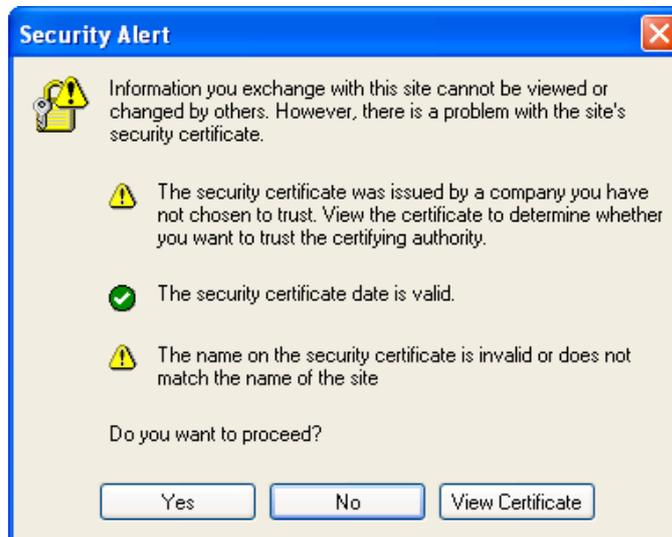 Security Alert
Information you exchange with this site cannot be viewed or
changed by others. However, there is a problem with the site's
security certificate.
The security certificate was issued by a company you have
not chosen to trust. View the certificate to determine whether
you want to trust the certifying authority.
The security certificate date is valid.
The name on the security certificate is invalid or does not
match the name of the site
Do you want to proceed?
Yes No View Certificate